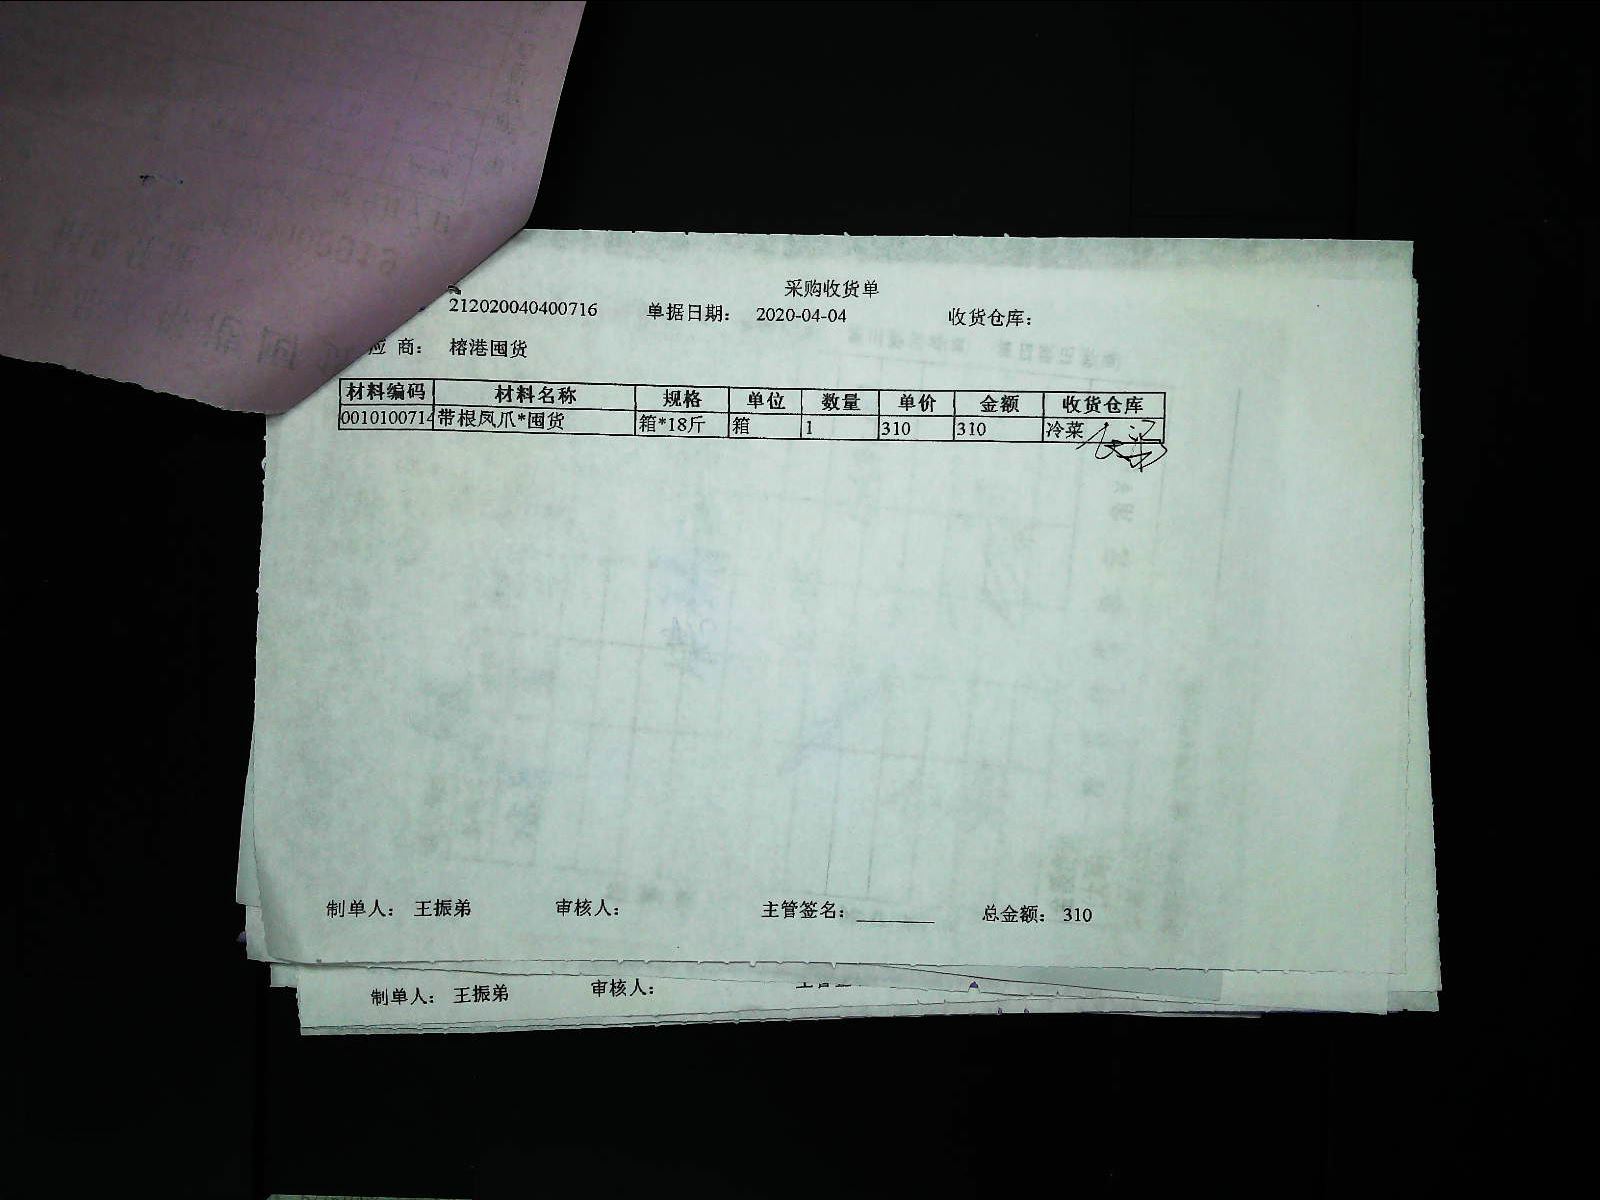 采购收货单
212020040400716 单据日期： 2020-04-04 收货仓库：
应 商： 榕港囤货
材料编码 材料名称 规格 单位 数量 单价 金额 收货仓库
0010100714 带根凤爪*囤货 箱*18斤 箱 1 310 310 冷菜
制单人： 王振弟 审核人： 主管签名：________ 总金额： 310
制单人： 王振弟 审核人：